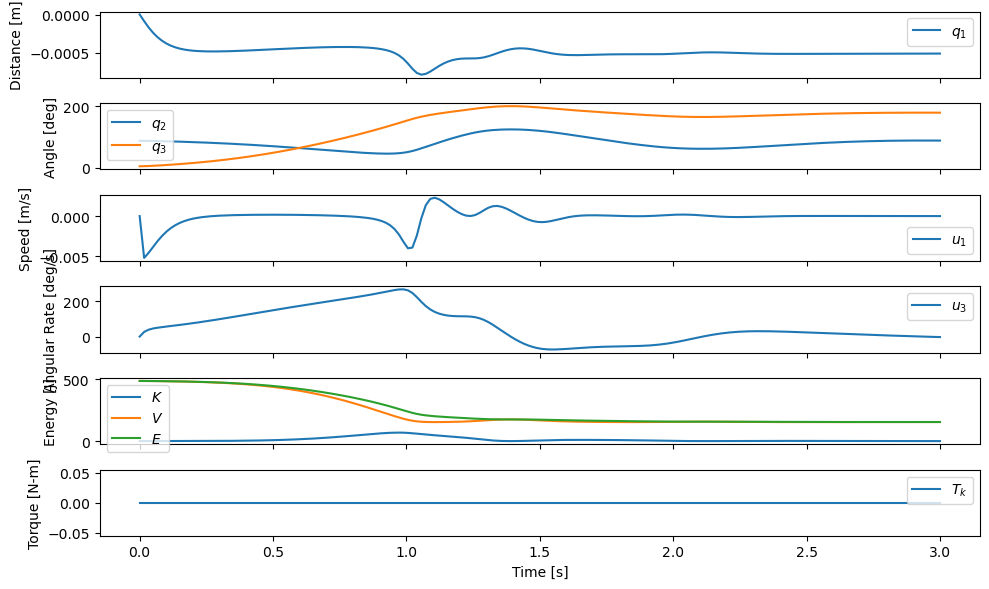 Distance [m]
0.0000
−0.0005
q1
Angle [deg]
200
0
q2
q3
Speed [m/s]
0.000
−0.005
u1
Angular Rate [deg/s]
200
0
u3
Energy [J]
500
0
K
V
E
Torque [N-m]
0.05
0.00
−0.05
Tk
0.0 0.5 1.0 1.5 2.0 2.5 3.0
Time [s]